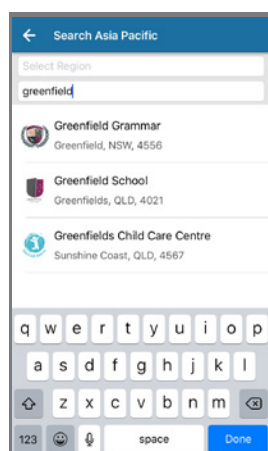 Search Asia Pacific
Select Region
greenfield
Greenfield Grammar
Greenfield, NSW, 4556
Greenfield School
Greenfields, QLD, 4021
Greenfields Child Care Centre
Sunshine Coast, QLD, 4567
q w e r t y u i o p
a s d f g h j k l
z x c v b n m
123 space Done